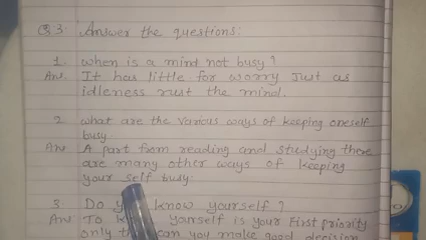 Q.3 Answer the questions:
1. when is a mind not busy?
Ans. It has little for worry Just as
idleness rust the mind.
2. what are the various ways of keeping oneself
busy
Ans A part from reading and studying there
are many other ways of keeping
your self busy.
3. Do know yourself?
Ans To know yourself is your First priority
only can you make good decision